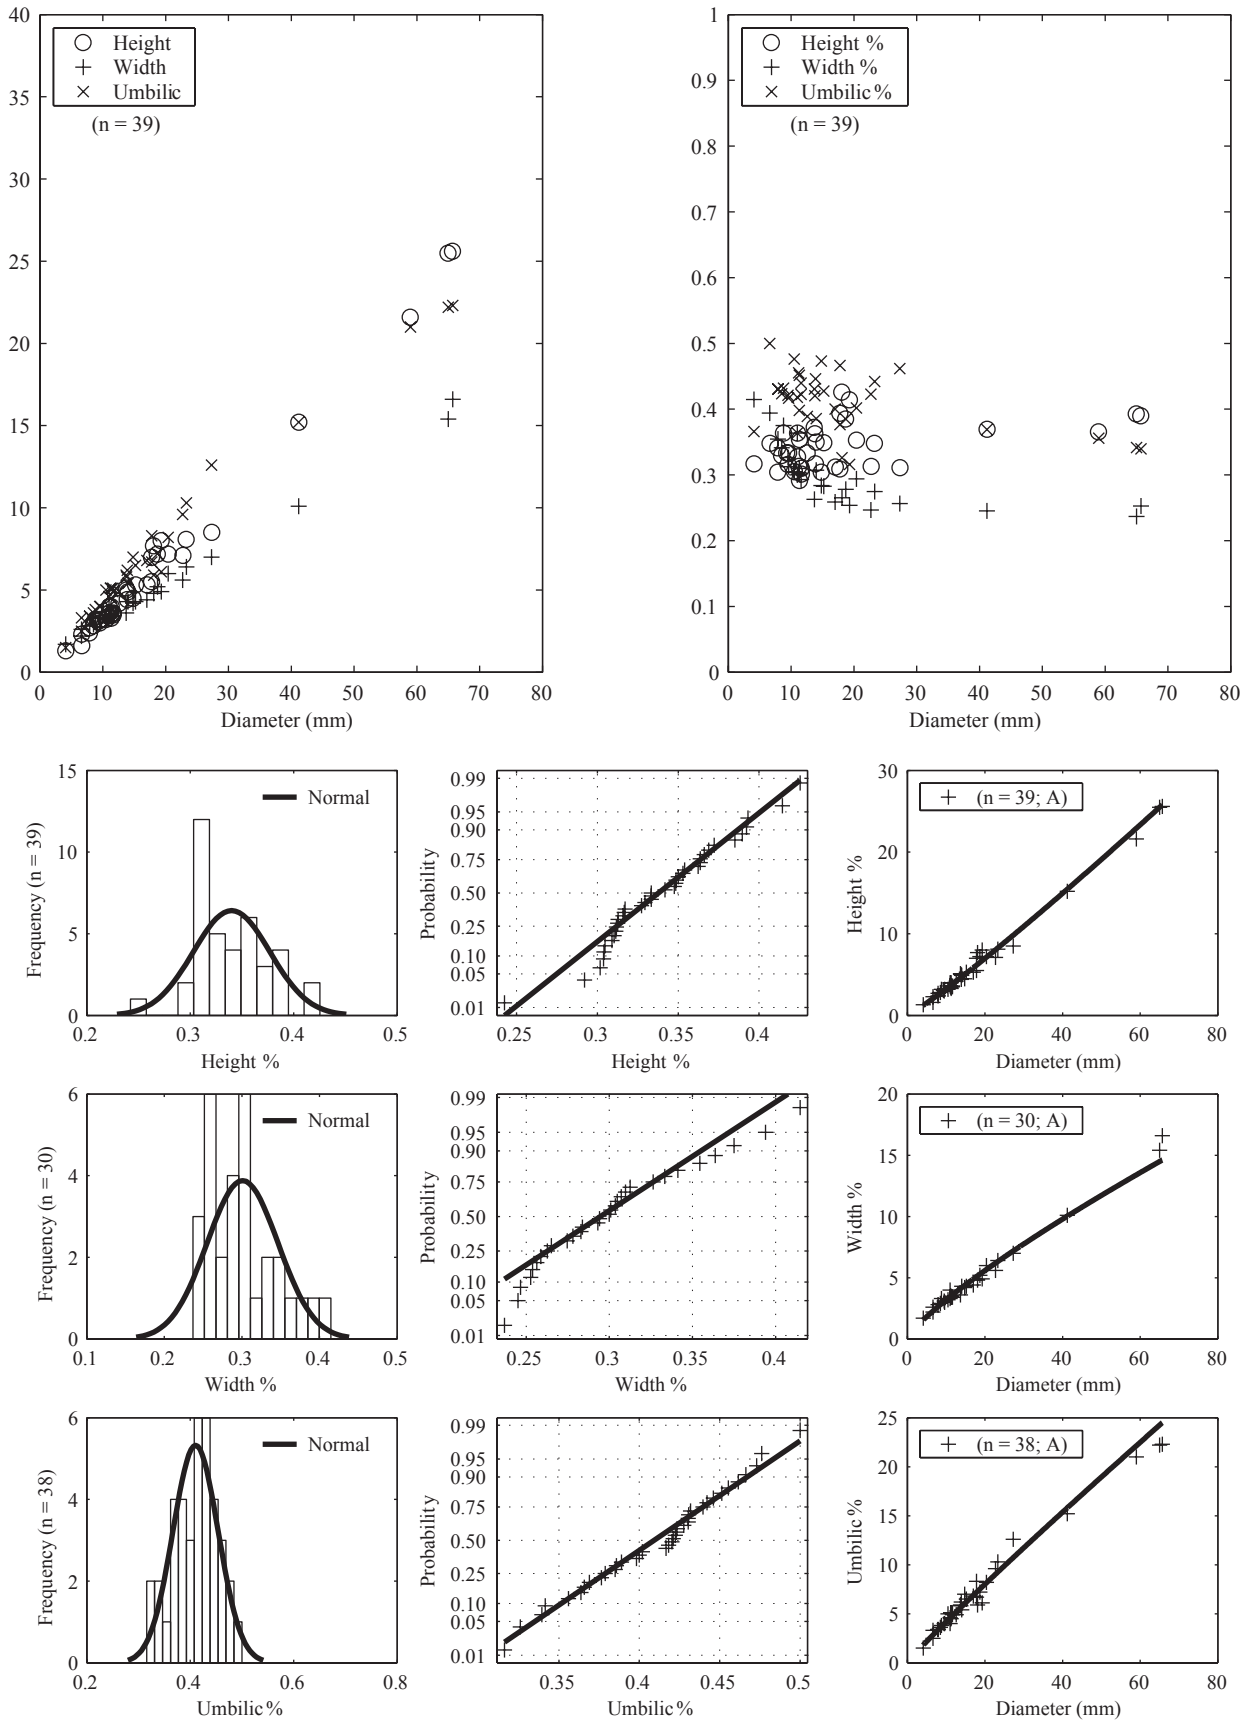 40
35
30
25
20
15
10
5
0
0 10 20 30 40 50 60 70 80
Diameter (mm)
Height
Width
Umbilic
(n = 39)
1
0.9
0.8
0.7
0.6
0.5
0.4
0.3
0.2
0.1
0
0 10 20 30 40 50 60 70 80
Diameter (mm)
Height %
Width %
Umbilic %
(n = 39)
Frequency (n = 39)
15
10
5
0
0.2 0.3 0.4 0.5
Height %
Normal
Probability
0.99
0.95
0.90
0.75
0.50
0.25
0.10
0.05
0.01
0.25 0.3 0.35 0.4
Height %
Height %
30
20
10
0
0 20 40 60 80
Diameter (mm)
(n = 39; A)
Frequency (n = 30)
6
4
2
0
0.1 0.2 0.3 0.4 0.5
Width %
Normal
Probability
0.99
0.95
0.90
0.75
0.50
0.25
0.10
0.05
0.01
0.25 0.3 0.35 0.4
Width %
Width %
20
15
10
5
0
0 20 40 60 80
Diameter (mm)
(n = 30; A)
Frequency (n = 38)
6
4
2
0
0.2 0.4 0.6 0.8
Umbilic %
Normal
Probability
0.99
0.95
0.90
0.75
0.50
0.25
0.10
0.05
0.01
0.35 0.4 0.45 0.5
Umbilic %
Umbilic %
25
20
15
10
5
0
0 20 40 60 80
Diameter (mm)
(n = 38; A)